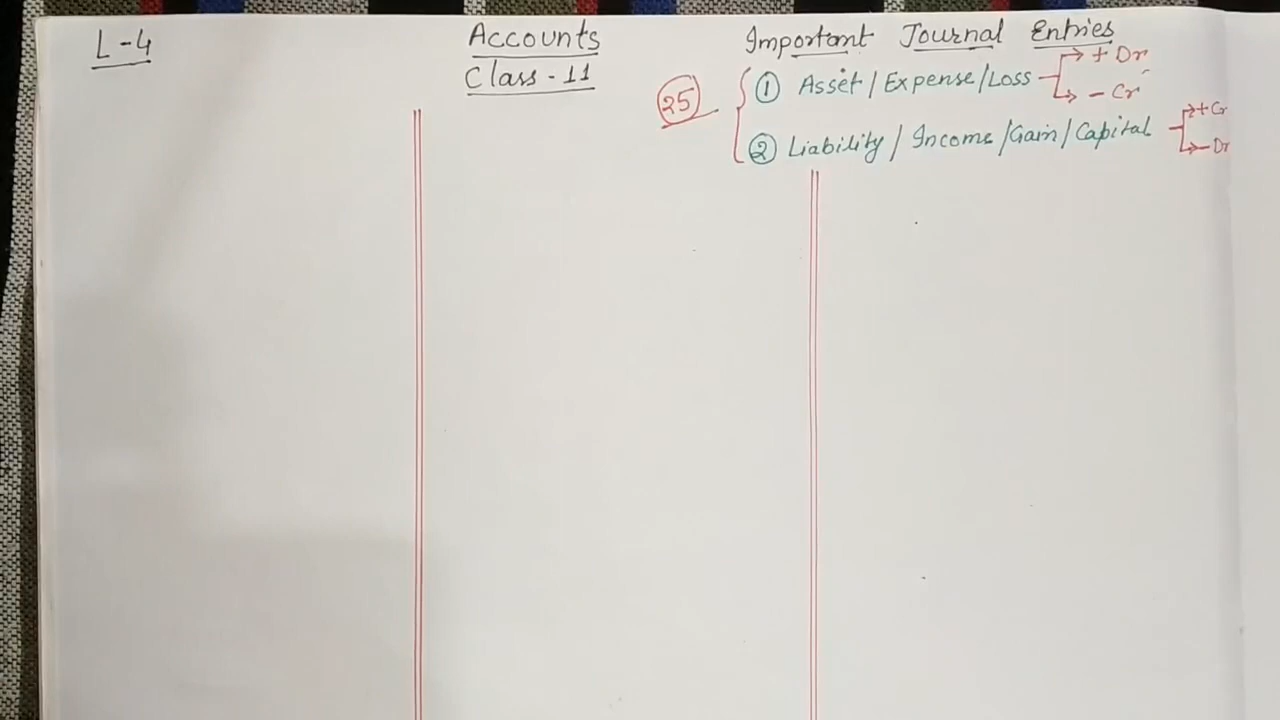 L-4
Accounts
Class-11
Important Journal Entries
25
① Asset/Expense/Loss
+ Dr
- Cr
② Liability/Income/Gain/Capital
+ Cr
- Dr